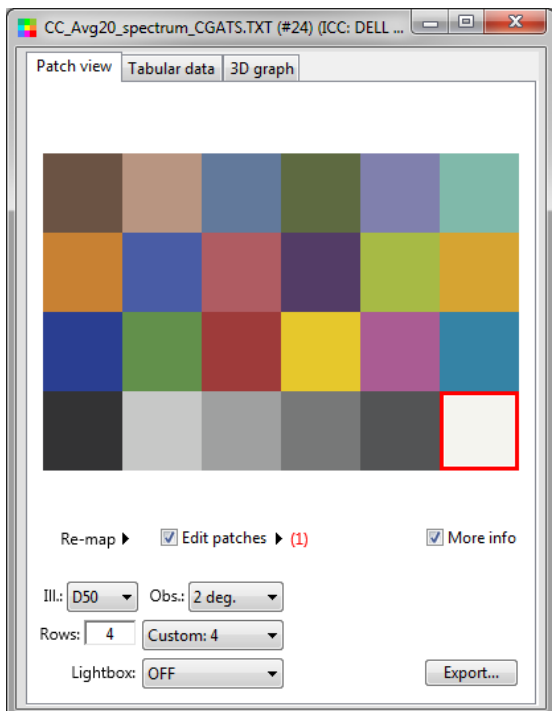 CC_Avg20_spectrum_CGATS.TXT (#24) (ICC: DELL ...
Patch view Tabular data 3D graph
Re-map Edit patches (1) More info
Ill.: D50 Obs.: 2 deg.
Rows: 4 Custom: 4
Lightbox: OFF Export...